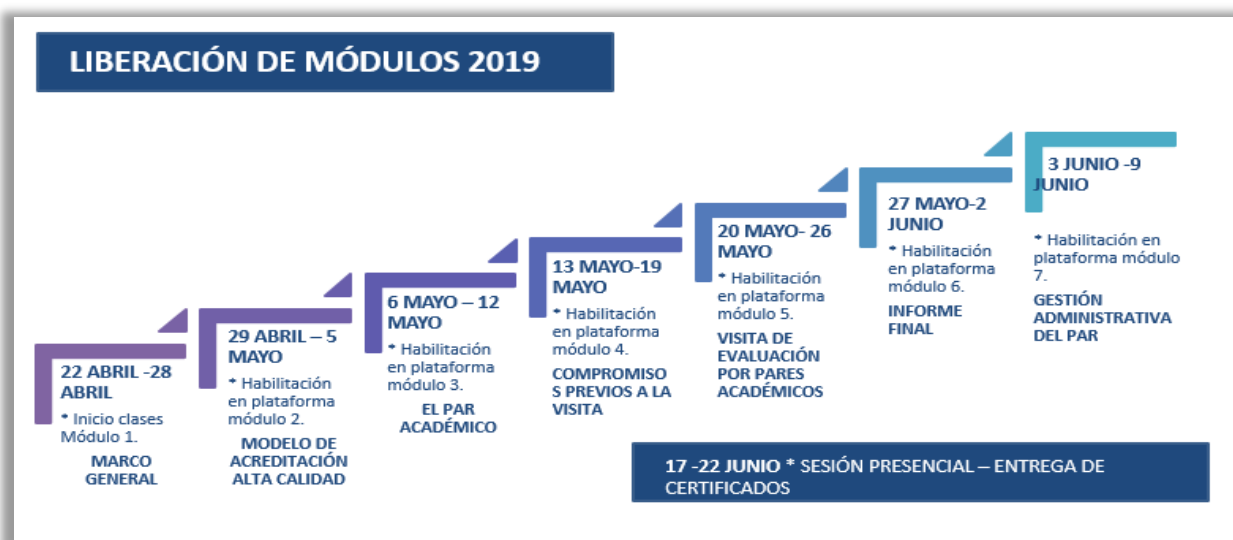 LIBERACIÓN DE MÓDULOS 2019
22 ABRIL -28
ABRIL
* Inicio clases
Módulo 1.
MARCO
GENERAL
29 ABRIL – 5
MAYO
* Habilitación
en plataforma
módulo 2.
MODELO DE
ACREDITACIÓN
ALTA CALIDAD
6 MAYO – 12
MAYO
* Habilitación
en plataforma
módulo 3.
EL PAR
ACADÉMICO
13 MAYO-19
MAYO
* Habilitación
en plataforma
módulo 4.
COMPROMISO
S PREVIOS A LA
VISITA
20 MAYO- 26
MAYO
* Habilitación
en plataforma
módulo 5.
VISITA DE
EVALUACIÓN
POR PARES
ACADÉMICOS
27 MAYO-2
JUNIO
* Habilitación
en plataforma
módulo 6.
INFORME
FINAL
3 JUNIO -9
JUNIO
* Habilitación en
plataforma módulo
7.
GESTIÓN
ADMINISTRATIVA
DEL PAR
17 -22 JUNIO * SESIÓN PRESENCIAL – ENTREGA DE
CERTIFICADOS